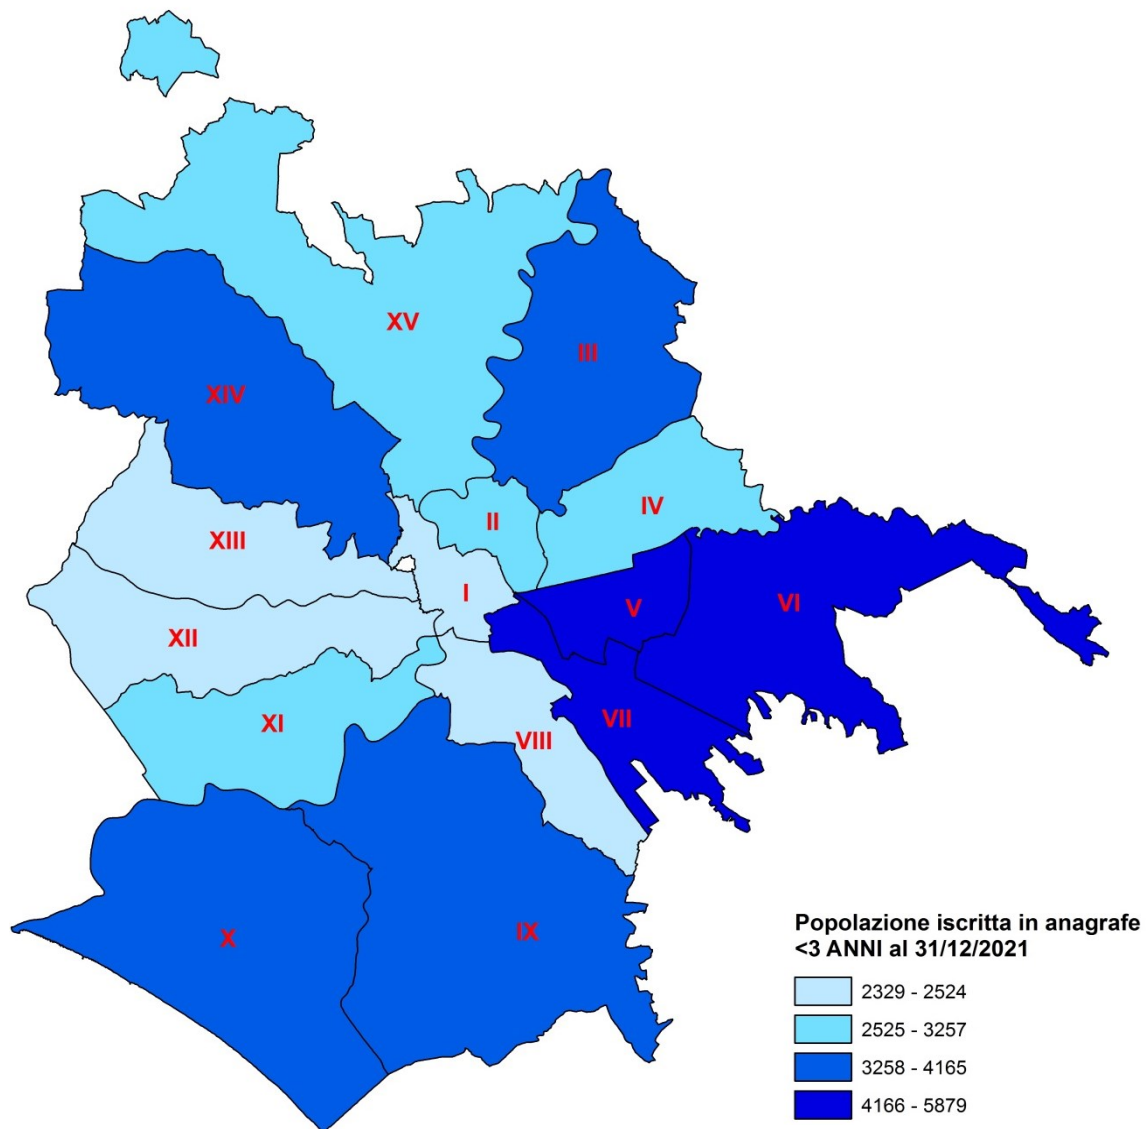 XV
III
XIV
II
IV
XIII
I
V
VI
XII
XI
VII
VIII
X
IX
Popolazione iscritta in anagrafe
<3 ANNI al 31/12/2021
2329 - 2524
2525 - 3257
3258 - 4165
4166 - 5879